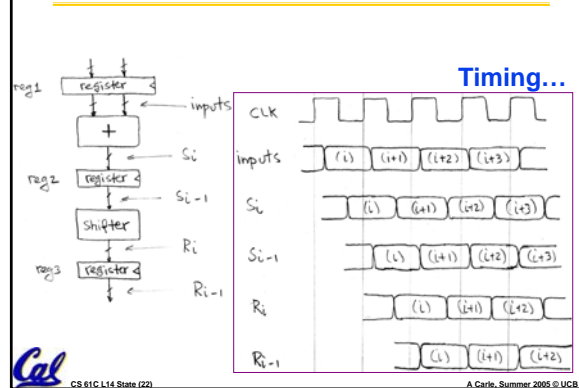 Timing…
reg1
register
inputs
+
Si
reg2
register
Si-1
Shifter
Ri
reg3
register
Ri-1
CLK
inputs (i) (i+1) (i+2) (i+3)
Si (i) (i+1) (i+2) (i+3)
Si-1 (i) (i+1) (i+2) (i+3)
Ri (i) (i+1) (i+2)
Ri-1 (i) (i+1) (i+2)
Cal
CS 61C L14 State (22)
A Carle, Summer 2005 © UCB